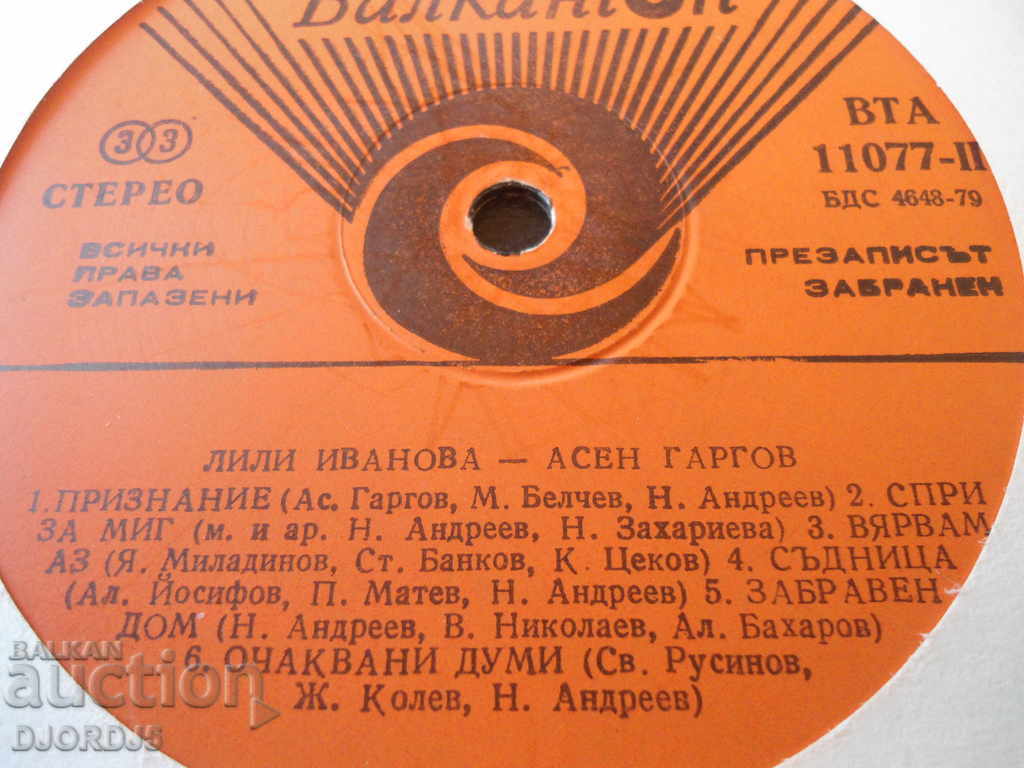 Балкантон
33
СТЕРЕО
ВСИЧКИ
ПРАВА
ЗАПАЗЕНИ
ВТА
11077-II
БДС 4648-79
ПРЕЗАПИСЪТ
ЗАБРАНЕН
ЛИЛИ ИВАНОВА — АСЕН ГАРГОВ
1.ПРИЗНАНИЕ (Ас. Гаргов, М. Белчев, Н. Андреев) 2. СПРИ
ЗА МИГ (м. и ар. Н. Андреев, Н. Захариева) 3. ВЯРВАМ
АЗ (Я. Миладинов, Ст. Банков, К. Цеков) 4. СЪДНИЦА
(Ал. Йосифов, П. Матев, Н. Андреев) 5. ЗАБРАВЕН
ДОМ (Н. Андреев, В. Николаев, Ал. Бахаров)
6. ОЧАКВАНИ ДУМИ (Св. Русинов,
Ж. Колев, Н. Андреев)
BALKAN
auction
DJORDJ5